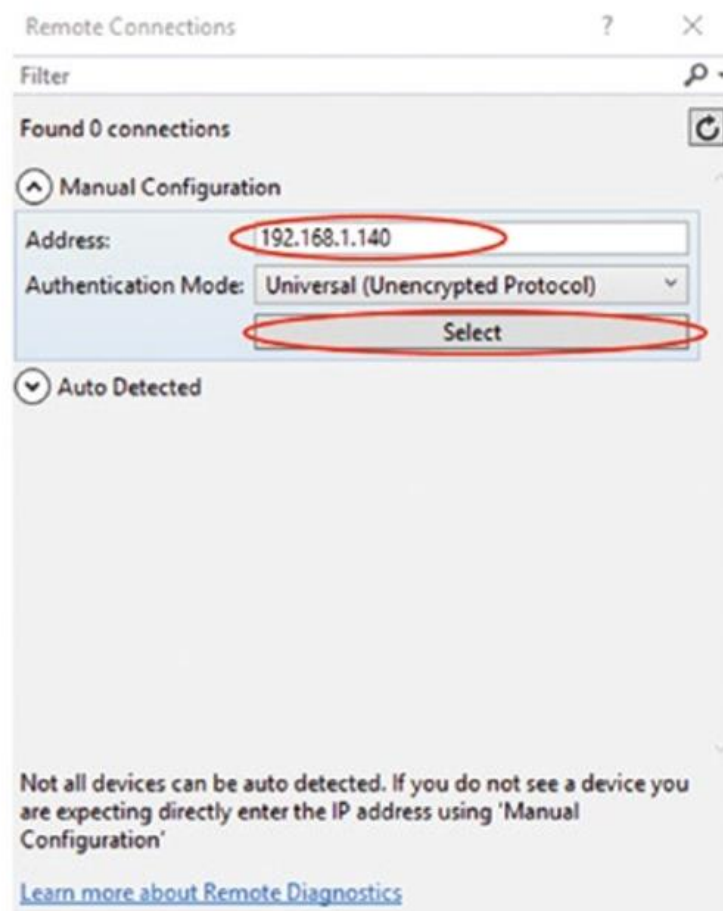 Remote Connections ? ×
Filter
Found 0 connections
Manual Configuration
Address: 192.168.1.140
Authentication Mode: Universal (Unencrypted Protocol)
Select
Auto Detected
Not all devices can be auto detected. If you do not see a device you
are expecting directly enter the IP address using 'Manual
Configuration'
Learn more about Remote Diagnostics